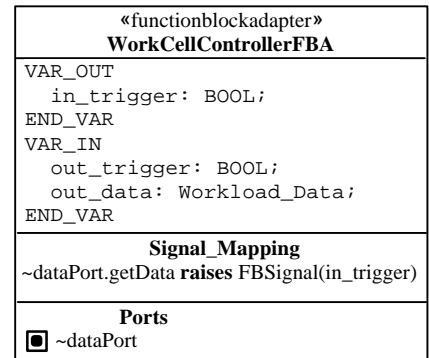 «functionblockadapter»
WorkCellControllerFBA
VAR_OUT
in_trigger: BOOL;
END_VAR
VAR_IN
out_trigger: BOOL;
out_data: Workload_Data;
END_VAR
Signal_Mapping
~dataPort.getData raises FBSignal(in_trigger)
Ports
~dataPort